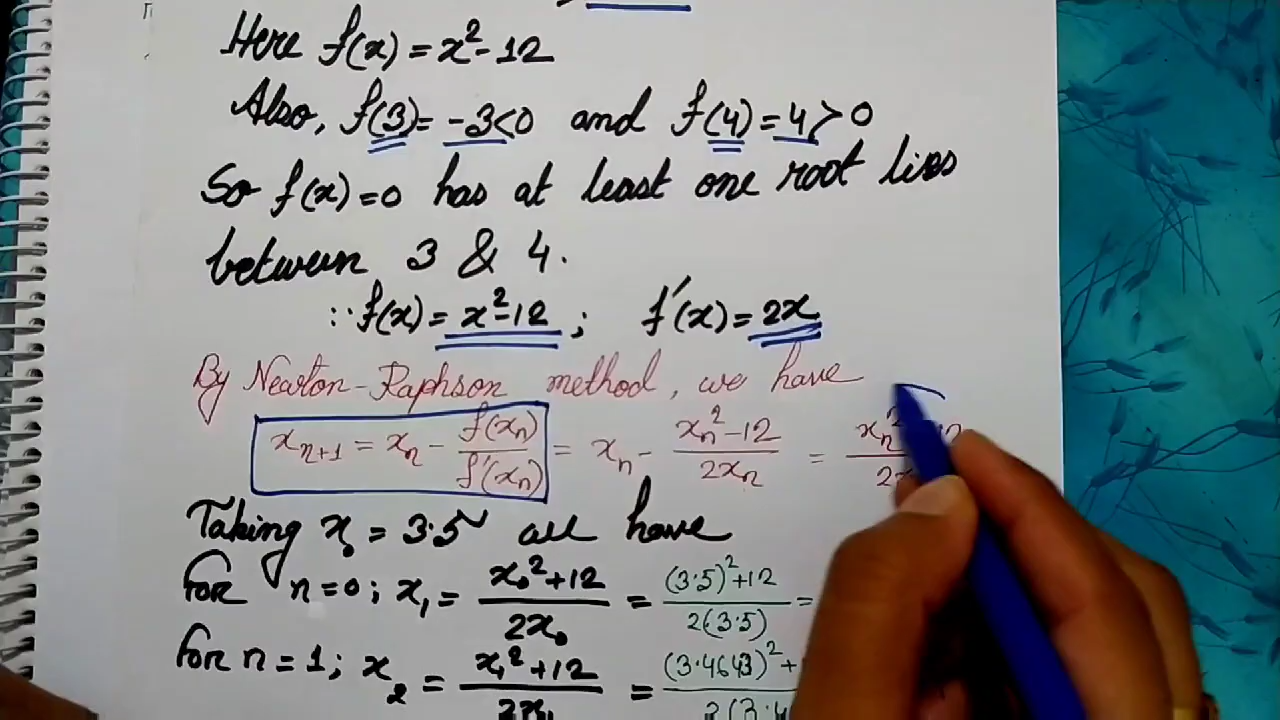 Here f(x) = x²-12
Also, f(3) = -3<0 and f(4) = 4>0
So f(x)=0 has at least one root lies
between 3 & 4.
∵ f(x) = x²-12 ; f'(x) = 2x
By Newton-Raphson method, we have
xₙ₊₁ = xₙ - f(xₙ)/f'(xₙ) = xₙ - (xₙ²-12)/(2xₙ) =
Taking x₀ = 3.5 we have
For n=0; x₁ = (x₀²+12)/(2x₀) = ((3.5)²+12)/(2(3.5)) =
For n=1; x₂ = (x₁²+12)/(2x₁) = (3.4643)²+